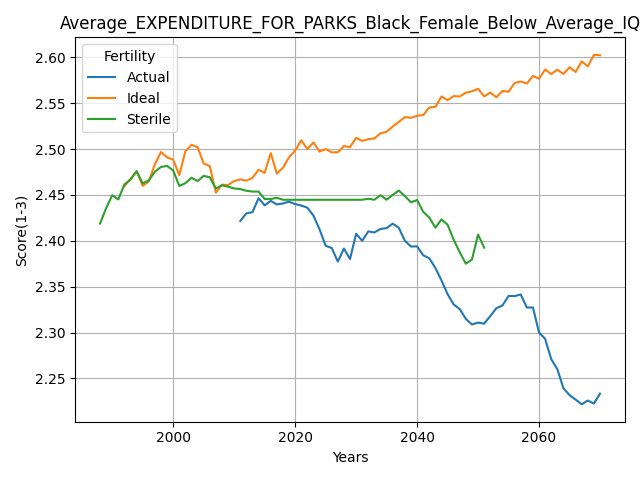 Average_EXPENDITURE_FOR_PARKS_Black_Female_Below_Average_IQ
Fertility
Actual
Ideal
Sterile
Score(1-3)
2.60
2.55
2.50
2.45
2.40
2.35
2.30
2.25
2000
2020
2040
2060
Years